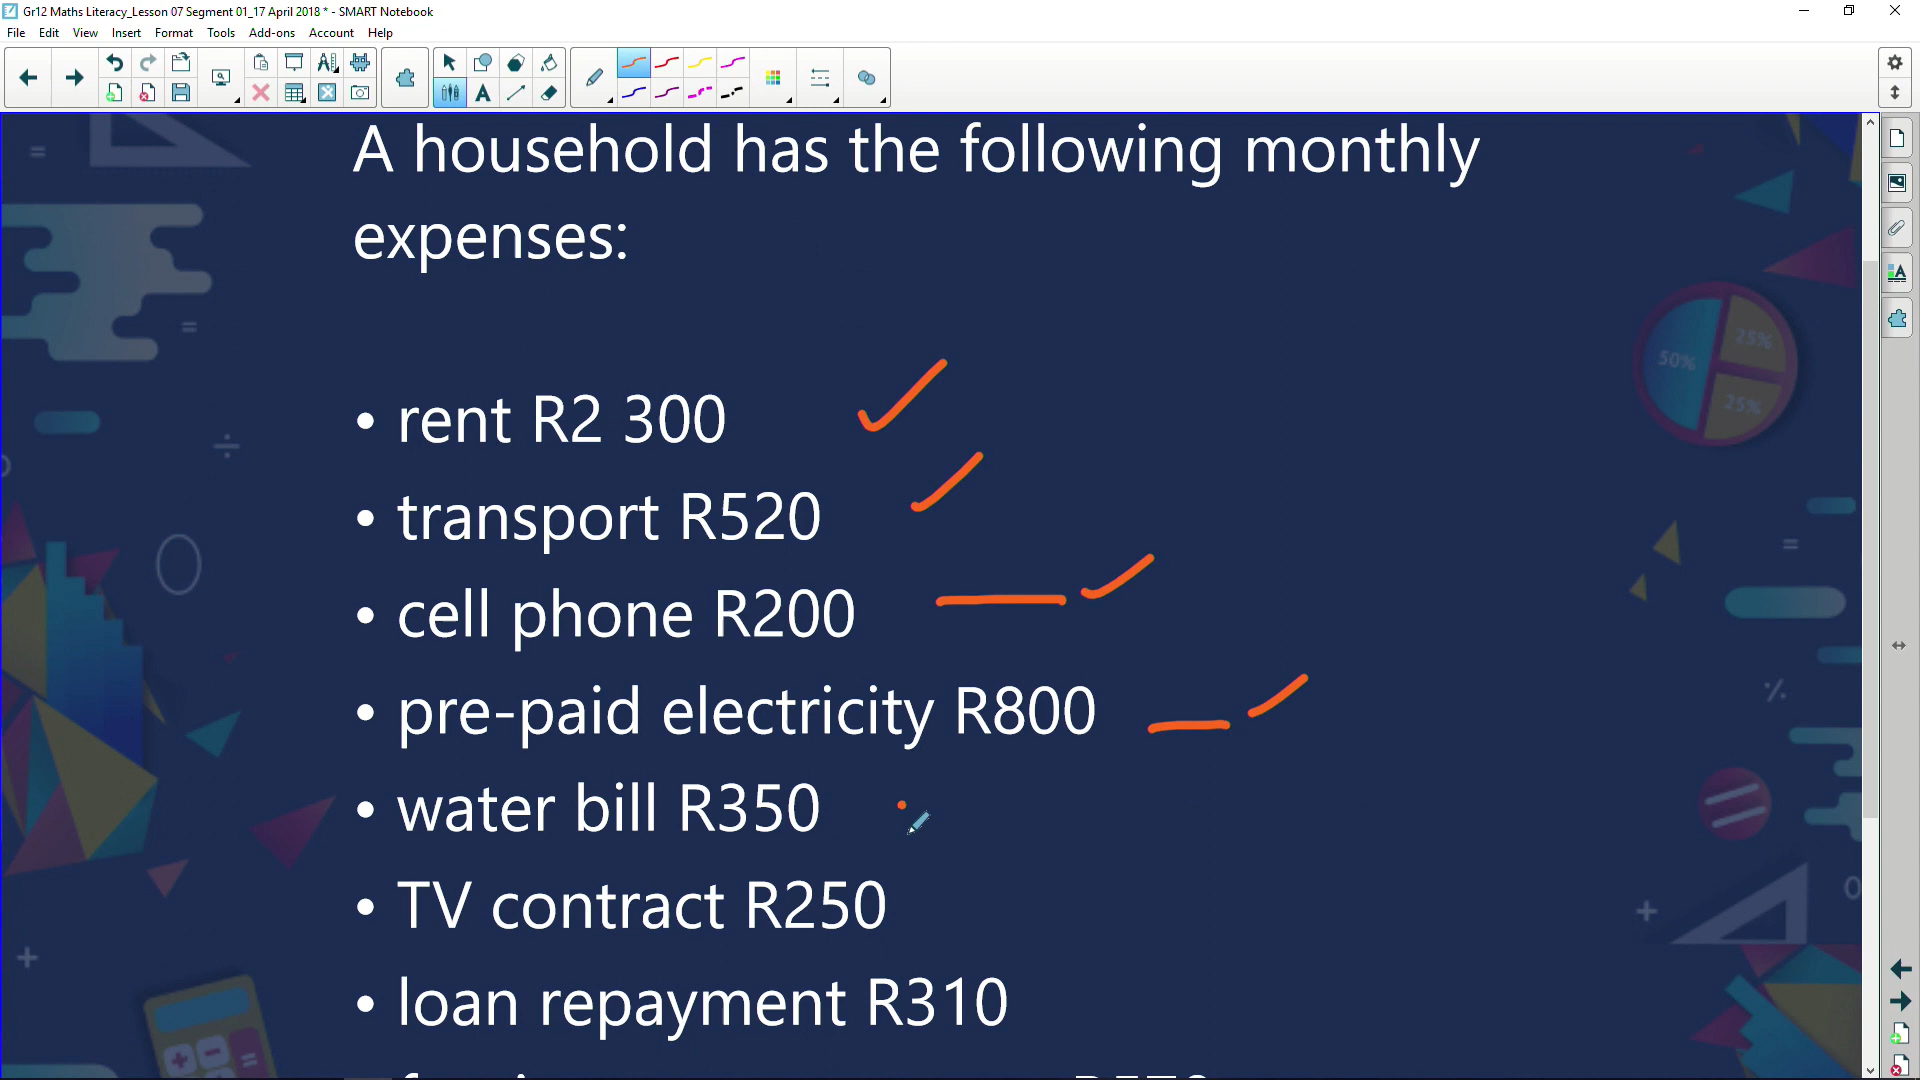 Gr12 Maths Literacy_Lesson 07 Segment 01_17 April 2018 * - SMART Notebook
File Edit View Insert Format Tools Add-ons Account Help
A household has the following monthly
expenses:
• rent R2 300
• transport R520
• cell phone R200
• pre-paid electricity R800
• water bill R350
• TV contract R250
• loan repayment R310
50%
25%
25%